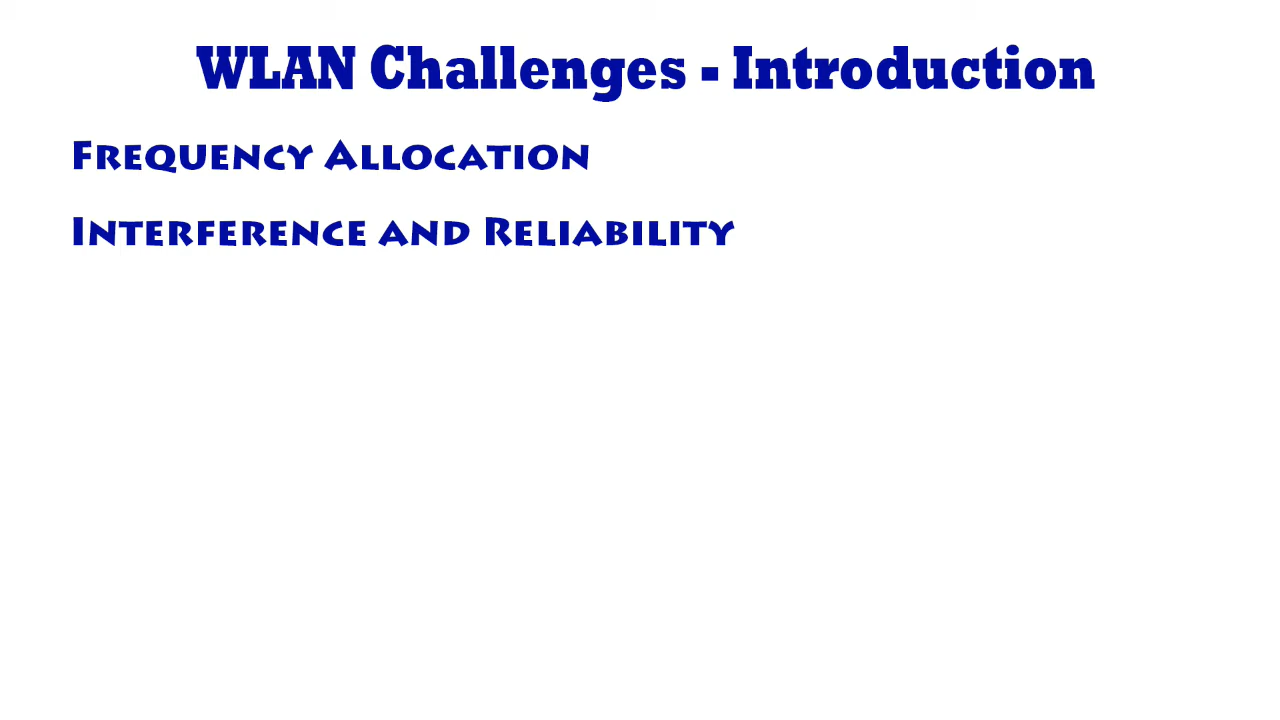 WLAN Challenges - Introduction
Frequency Allocation
Interference and Reliability